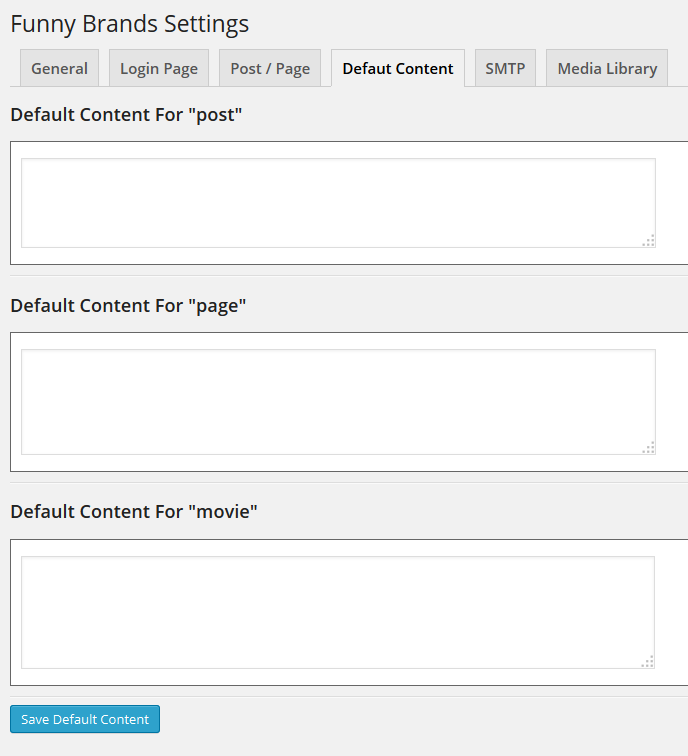 Funny Brands Settings
General Login Page Post / Page Defaut Content SMTP Media Library
Default Content For "post"
Default Content For "page"
Default Content For "movie"
Save Default Content